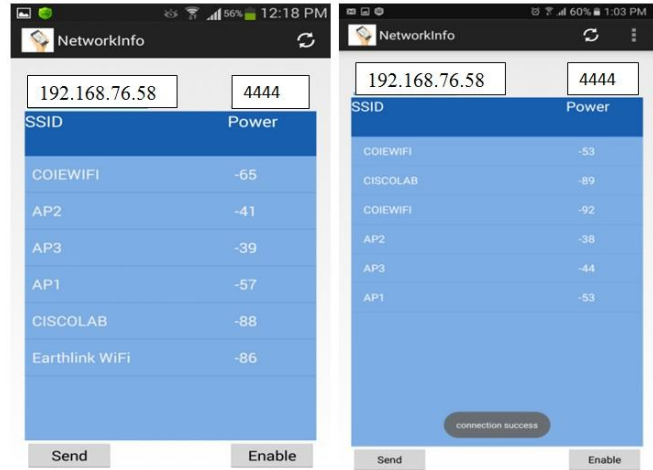 56% 12:18 PM
NetworkInfo
192.168.76.58 4444
SSID Power
COIEWIFI -65
AP2 -41
AP3 -39
AP1 -57
CISCOLAB -88
Earthlink WiFi -86
Send Enable
60% 1:03 PM
NetworkInfo
192.168.76.58 4444
SSID Power
COIEWIFI -53
CISCOLAB -89
COIEWIFI -92
AP2 -38
AP3 -44
AP1 -53
connection success
Send Enable